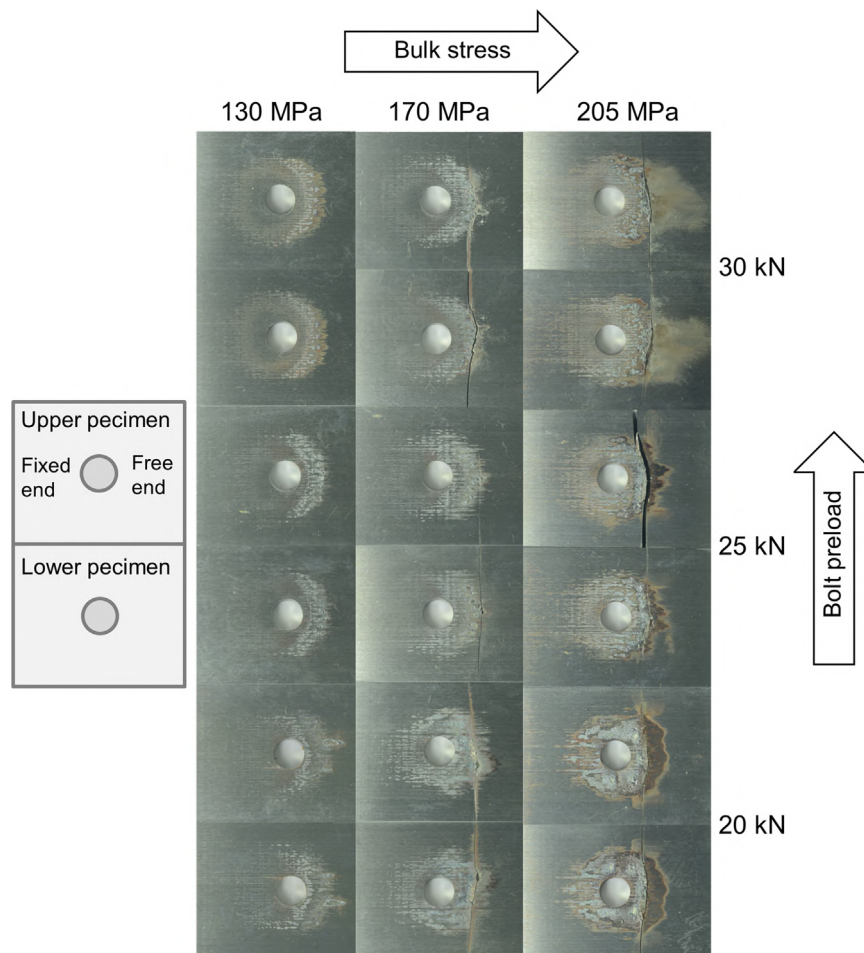 Bulk stress
130 MPa 170 MPa 205 MPa
30 kN
Upper pecimen
Fixed end
Free end
25 kN
Lower pecimen
Bolt preload
20 kN